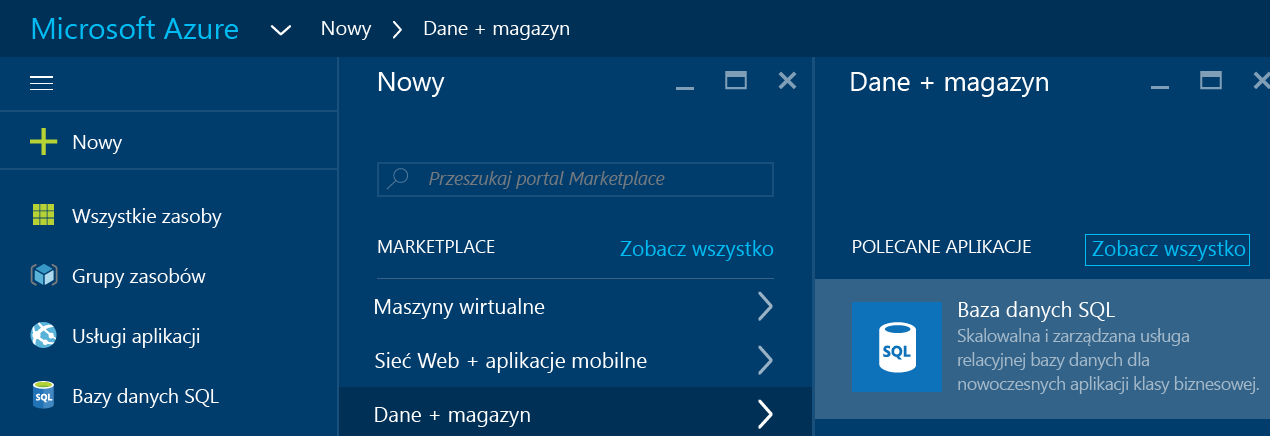 Microsoft Azure
Nowy
Dane + magazyn
Nowy
Wszystkie zasoby
Grupy zasobów
Usługi aplikacji
Bazy danych SQL
SQL
Nowy
Przeszukaj portal Marketplace
MARKETPLACE
Zobacz wszystko
Maszyny wirtualne
Sieć Web + aplikacje mobilne
Dane + magazyn
Dane + magazyn
POLECANE APLIKACJE
Zobacz wszystko
SQL
Baza danych SQL
Skalowalna i zarządzana usługa
relacyjnej bazy danych dla
nowoczesnych aplikacji klasy biznesowej.